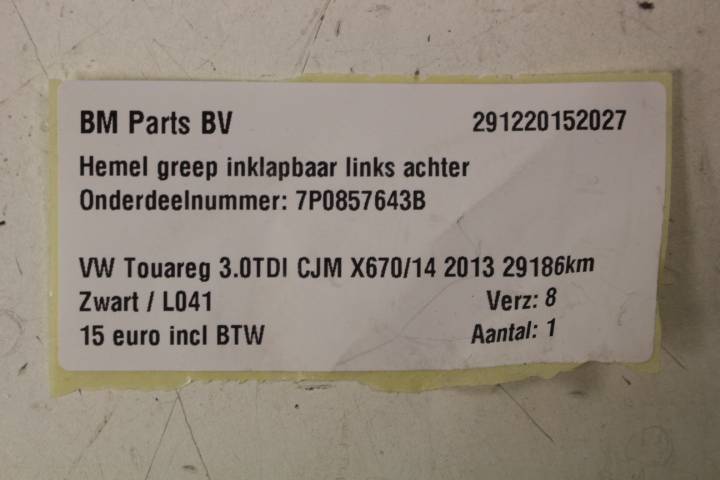 BM Parts BV 291220152027
Hemel greep inklapbaar links achter
Onderdeelnummer: 7P0857643B
VW Touareg 3.0TDI CJM X670/14 2013 29186km
Zwart / L041 Verz: 8
15 euro incl BTW Aantal: 1